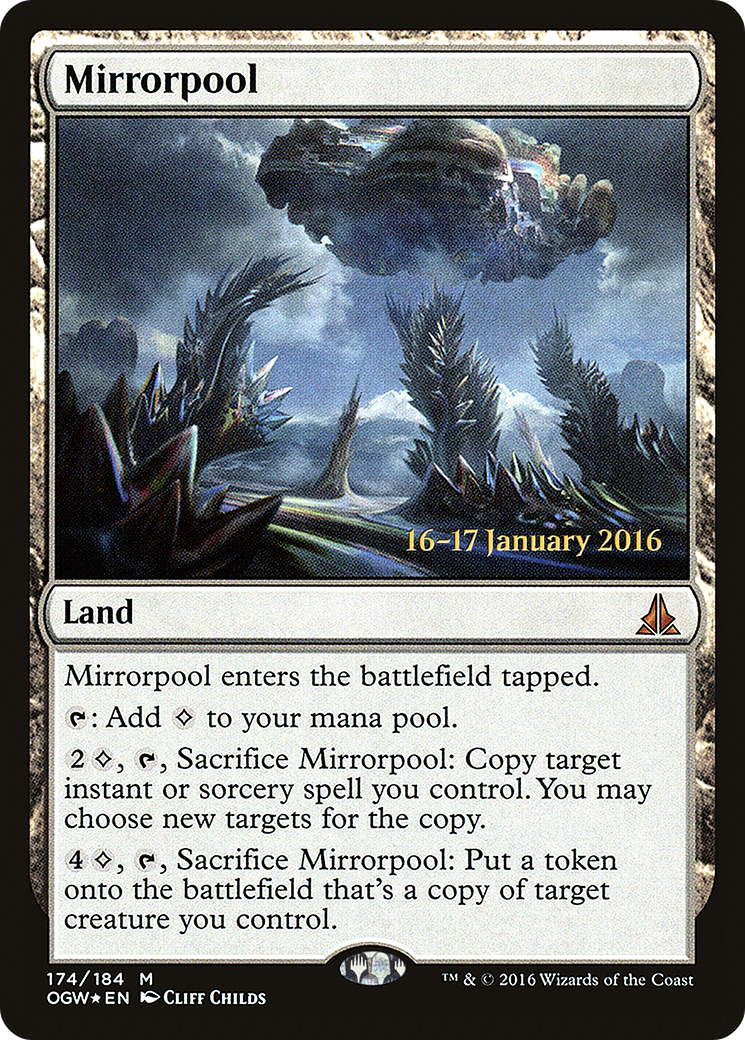 Mirrorpool
16–17 January 2016
Land
Mirrorpool enters the battlefield tapped.
: Add ◇ to your mana pool.
2 ◇, , Sacrifice Mirrorpool: Copy target
instant or sorcery spell you control. You may
choose new targets for the copy.
4 ◇, , Sacrifice Mirrorpool: Put a token
onto the battlefield that's a copy of target
creature you control.
174/184 M
OGW★EN Cliff Childs
™ & © 2016 Wizards of the Coast